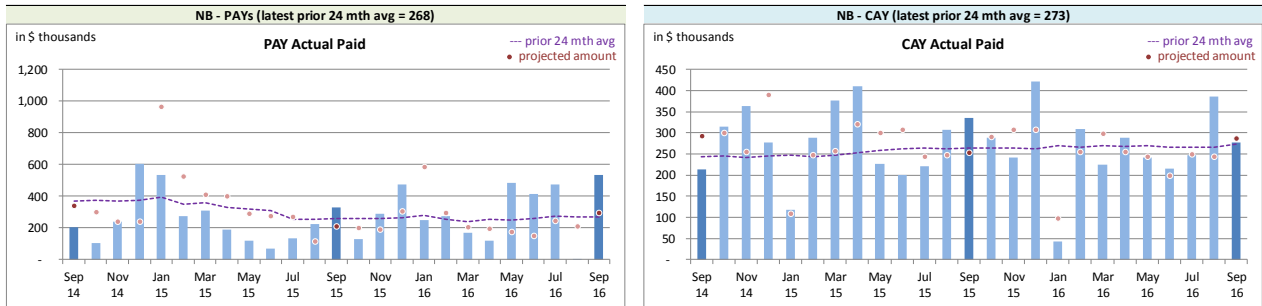 NB - PAYs (latest prior 24 mth avg = 268)
in $ thousands
PAY Actual Paid
--- prior 24 mth avg
• projected amount
1,200
1,000
800
600
400
200
-
Sep Nov Jan Mar May Jul Sep Nov Jan Mar May Jul Sep
14 14 15 15 15 15 15 15 16 16 16 16 16
NB - CAY (latest prior 24 mth avg = 273)
in $ thousands
CAY Actual Paid
--- prior 24 mth avg
• projected amount
450
400
350
300
250
200
150
100
50
-
Sep Nov Jan Mar May Jul Sep Nov Jan Mar May Jul Sep
14 14 15 15 15 15 15 15 16 16 16 16 16